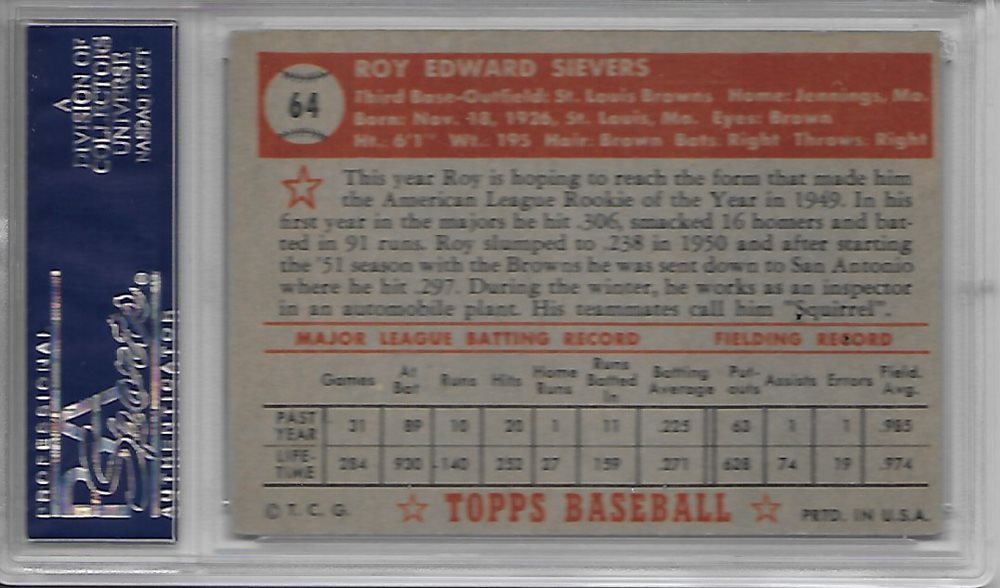 A
DIVISION OF
COLLECTORS
UNIVERSE
NASDAQ CLCT
PROFESSIONAL
PSA
Sports
AUTHENTICATOR
64
ROY EDWARD SIEVERS
Third Base-Outfield: St. Louis Browns Home: Jennings, Mo.
Born: Nov. 18, 1926, St. Louis, Mo. Eyes: Brown
Ht.: 6'1" Wt.: 195 Hair: Brown Bats: Right Throws: Right
This year Roy is hoping to reach the form that made him
the American League Rookie of the Year in 1949. In his
first year in the majors he hit .306, smacked 16 homers and bat-
ted in 91 runs. Roy slumped to .238 in 1950 and after starting
the '51 season with the Browns he was sent down to San Antonio
where he hit .297. During the winter, he works as an inspector
in an automobile plant. His teammates call him "Squirrel".
MAJOR LEAGUE BATTING RECORD FIELDING RECORD
Games At Bat Runs Hits Home Runs Runs Batted In Batting Average Put-outs Assists Errors Field. Avg.
PAST YEAR 31 89 10 20 1 11 .225 63 1 1 .985
LIFE-TIME 284 930 140 252 27 159 .271 628 74 19 .974
© T. C. G. TOPPS BASEBALL PRTD. IN U.S.A.